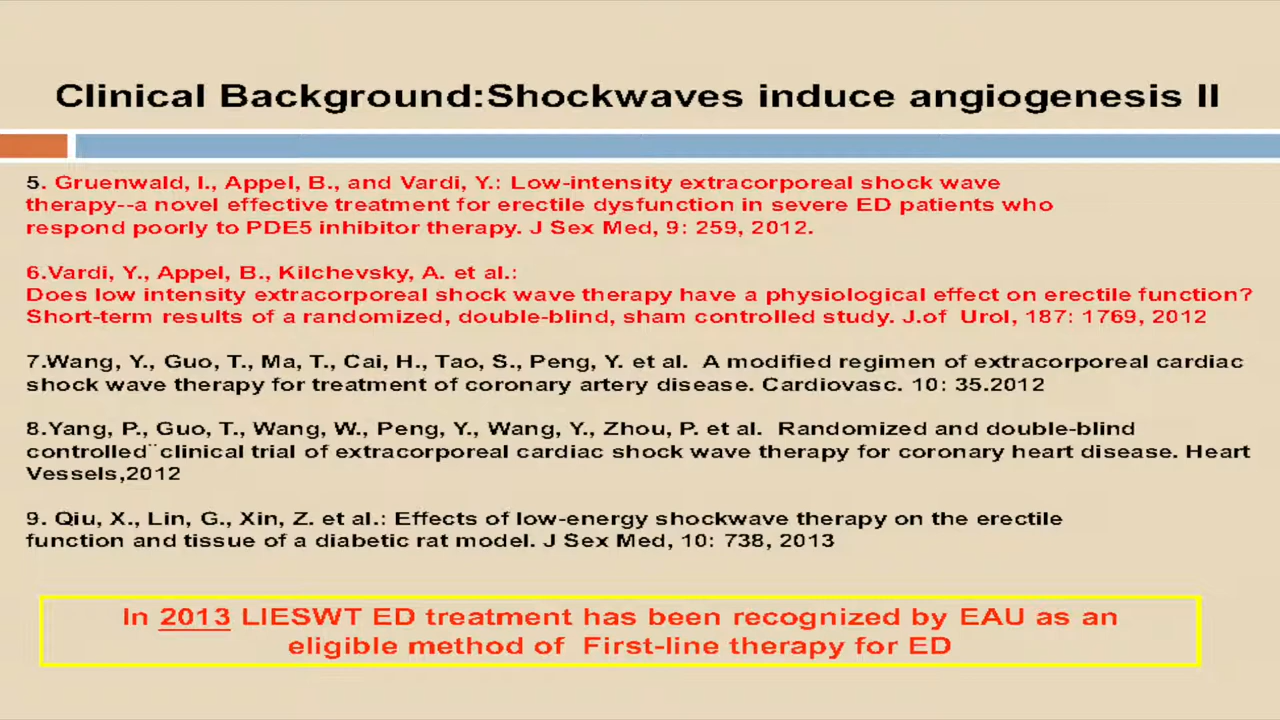 Clinical Background:Shockwaves induce angiogenesis II
5. Gruenwald, I., Appel, B., and Vardi, Y.: Low-intensity extracorporeal shock wave
therapy--a novel effective treatment for erectile dysfunction in severe ED patients who
respond poorly to PDE5 inhibitor therapy. J Sex Med, 9: 259, 2012.
6.Vardi, Y., Appel, B., Kilchevsky, A. et al.:
Does low intensity extracorporeal shock wave therapy have a physiological effect on erectile function?
Short-term results of a randomized, double-blind, sham controlled study. J.of Urol, 187: 1769, 2012
7.Wang, Y., Guo, T., Ma, T., Cai, H., Tao, S., Peng, Y. et al. A modified regimen of extracorporeal cardiac
shock wave therapy for treatment of coronary artery disease. Cardiovasc. 10: 35.2012
8.Yang, P., Guo, T., Wang, W., Peng, Y., Wang, Y., Zhou, P. et al. Randomized and double-blind
controlled¨clinical trial of extracorporeal cardiac shock wave therapy for coronary heart disease. Heart
Vessels,2012
9. Qiu, X., Lin, G., Xin, Z. et al.: Effects of low-energy shockwave therapy on the erectile
function and tissue of a diabetic rat model. J Sex Med, 10: 738, 2013
In 2013 LIESWT ED treatment has been recognized by EAU as an
eligible method of First-line therapy for ED